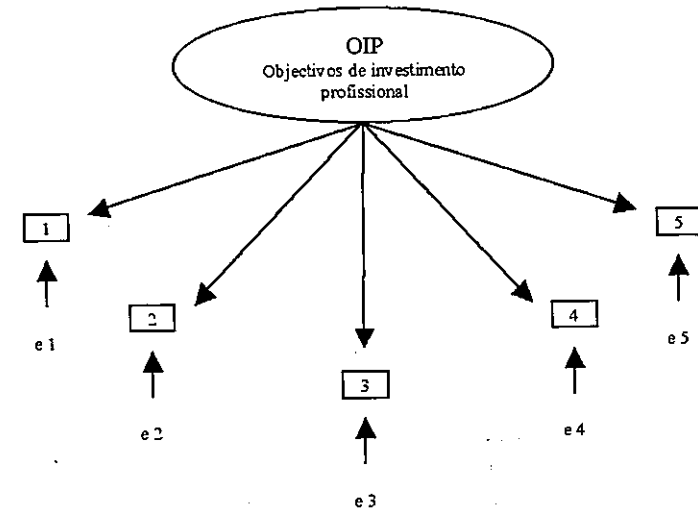 OIP
Objectivos de investimento
profissional
1
5
2
4
e 1
e 5
3
e 2
e 4
e 3